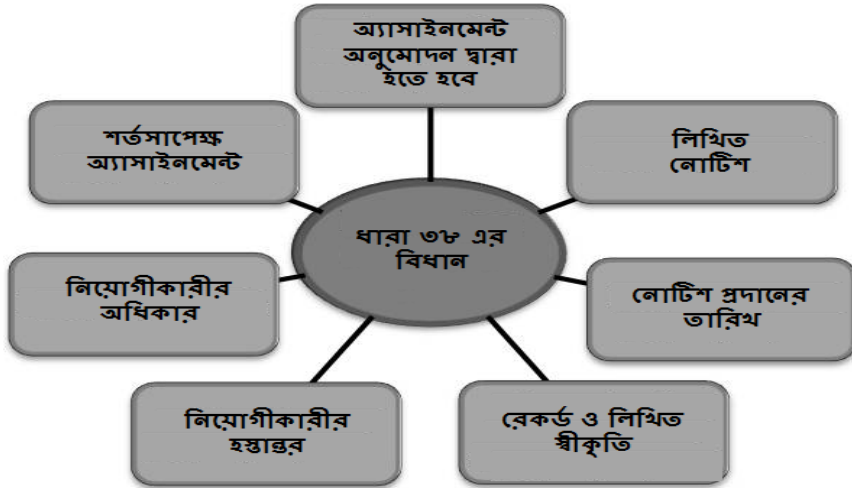 অ্যাসাইনমেন্ট
অনুমোদন দ্বারা
হতে হবে
শর্তসাপেক্ষ
অ্যাসাইনমেন্ট
লিখিত
নোটিশ
ধারা ৩৮ এর
বিধান
নিয়োগীকারীর
অধিকার
নোটিশ প্রদানের
তারিখ
নিয়োগীকারীর
হস্তান্তর
রেকর্ড ও লিখিত
স্বীকৃতি